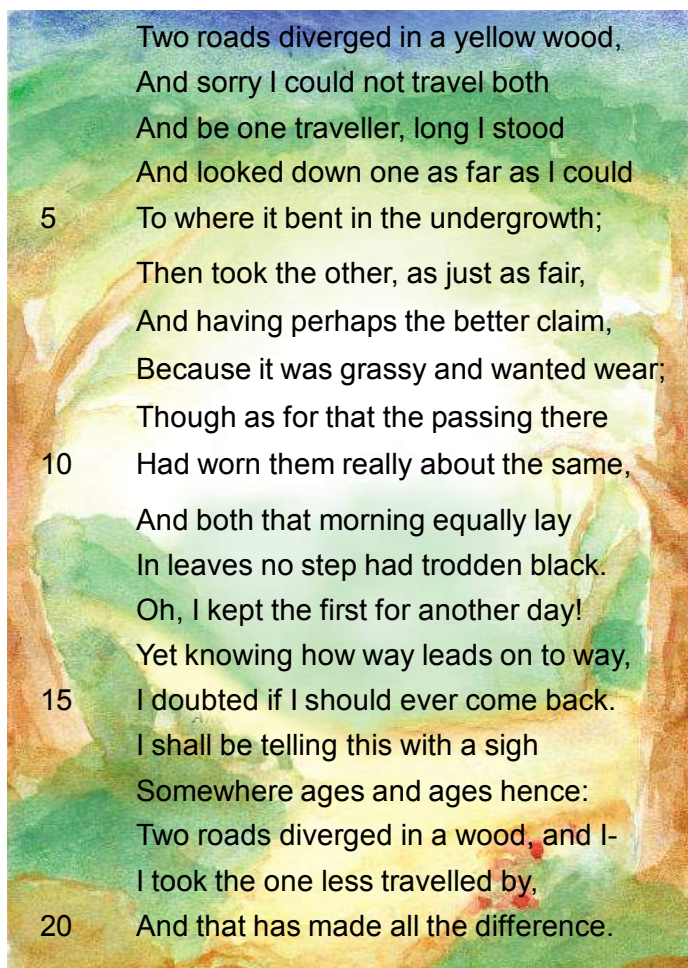 Two roads diverged in a yellow wood,
And sorry I could not travel both
And be one traveller, long I stood
And looked down one as far as I could
5 To where it bent in the undergrowth;
Then took the other, as just as fair,
And having perhaps the better claim,
Because it was grassy and wanted wear;
Though as for that the passing there
10 Had worn them really about the same,
And both that morning equally lay
In leaves no step had trodden black.
Oh, I kept the first for another day!
Yet knowing how way leads on to way,
15 I doubted if I should ever come back.
I shall be telling this with a sigh
Somewhere ages and ages hence:
Two roads diverged in a wood, and I-
I took the one less travelled by,
20 And that has made all the difference.